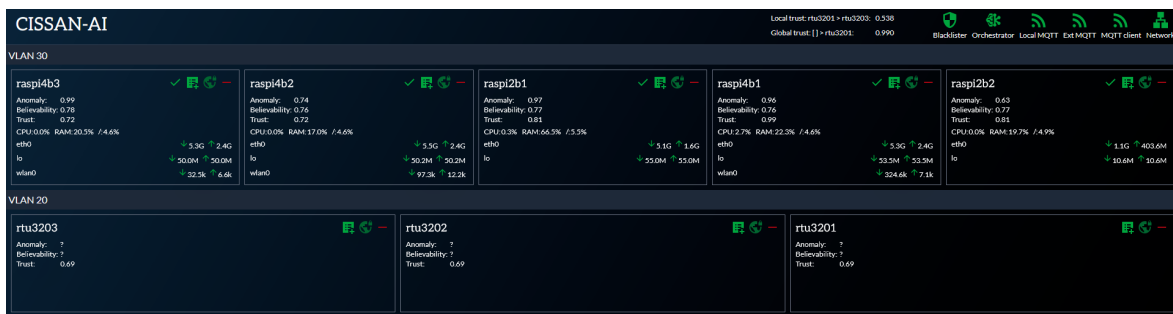 CISSAN-AI
Local trust: rtu3201 > rtu3203: 0.538
Global trust: [ ] > rtu3201: 0.990
Blacklister Orchestrator Local MQTT Ext MQTT MQTT client Network
VLAN 30
raspi4b3
Anomaly: 0.99
Believability: 0.78
Trust: 0.72
CPU:0.0% RAM:20.5% /:4.6%
eth0 ↓ 5.3G ↑ 2.4G
lo ↓ 50.0M ↑ 50.0M
wlan0 ↓ 32.5k ↑ 6.6k
raspi4b2
Anomaly: 0.74
Believability: 0.76
Trust: 0.72
CPU:0.0% RAM:17.0% /:4.6%
eth0 ↓ 5.5G ↑ 2.4G
lo ↓ 50.2M ↑ 50.2M
wlan0 ↓ 97.3k ↑ 12.2k
raspi2b1
Anomaly: 0.97
Believability: 0.77
Trust: 0.81
CPU:0.3% RAM:66.5% /:5.5%
eth0 ↓ 5.1G ↑ 1.6G
lo ↓ 55.0M ↑ 55.0M
raspi4b1
Anomaly: 0.96
Believability: 0.76
Trust: 0.99
CPU:2.7% RAM:22.3% /:4.6%
eth0 ↓ 5.3G ↑ 2.4G
lo ↓ 53.5M ↑ 53.5M
wlan0 ↓ 324.6k ↑ 7.1k
raspi2b2
Anomaly: 0.63
Believability: 0.77
Trust: 0.81
CPU:0.0% RAM:19.7% /:4.9%
eth0 ↓ 1.1G ↑ 403.6M
lo ↓ 10.6M ↑ 10.6M
VLAN 20
rtu3203
Anomaly: ?
Believability: ?
Trust: 0.69
rtu3202
Anomaly: ?
Believability: ?
Trust: 0.69
rtu3201
Anomaly: ?
Believability: ?
Trust: 0.69